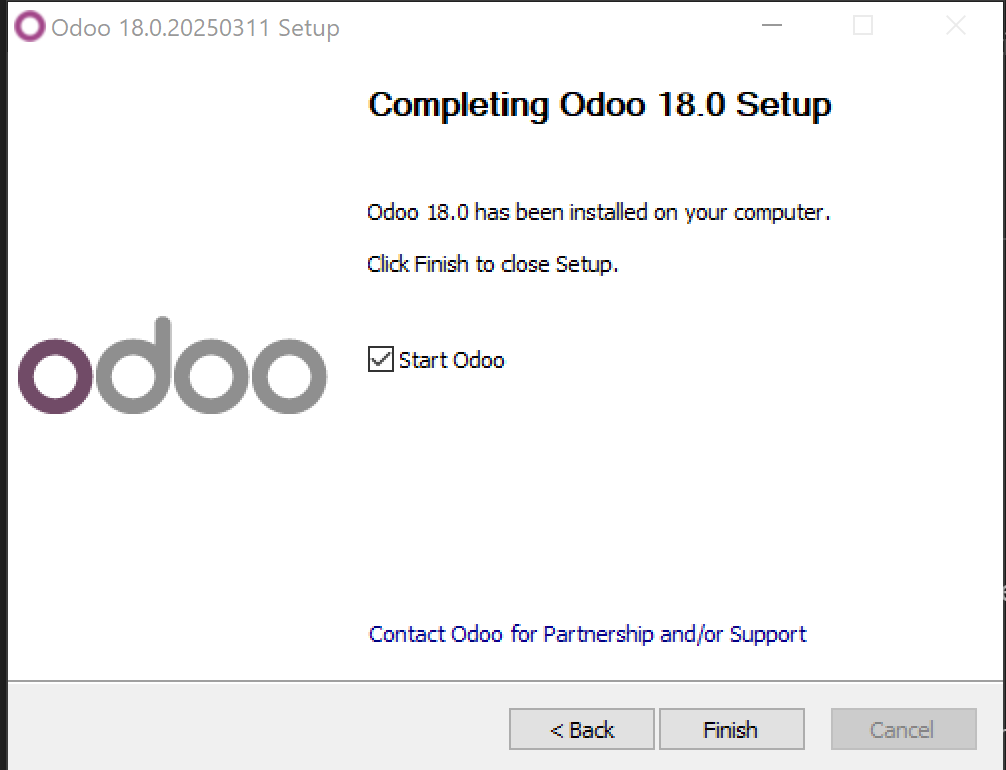 Odoo 18.0.20250311 Setup
Completing Odoo 18.0 Setup
Odoo 18.0 has been installed on your computer.
Click Finish to close Setup.
odoo
Start Odoo
Contact Odoo for Partnership and/or Support
< Back
Finish
Cancel